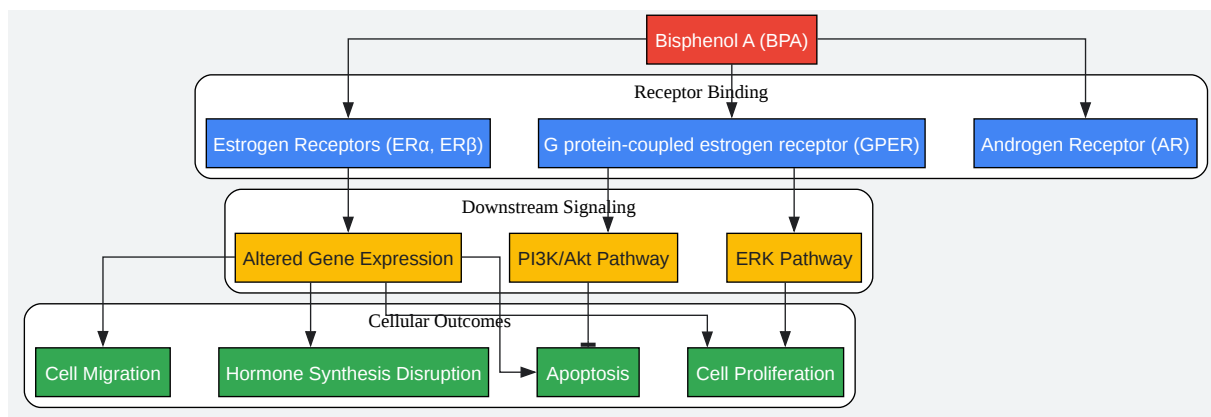 Bisphenol A (BPA)
Receptor Binding
Estrogen Receptors (ERα, ERβ)
G protein-coupled estrogen receptor (GPER)
Androgen Receptor (AR)
Downstream Signaling
Altered Gene Expression
PI3K/Akt Pathway
ERK Pathway
Cellular Outcomes
Cell Migration
Hormone Synthesis Disruption
Apoptosis
Cell Proliferation